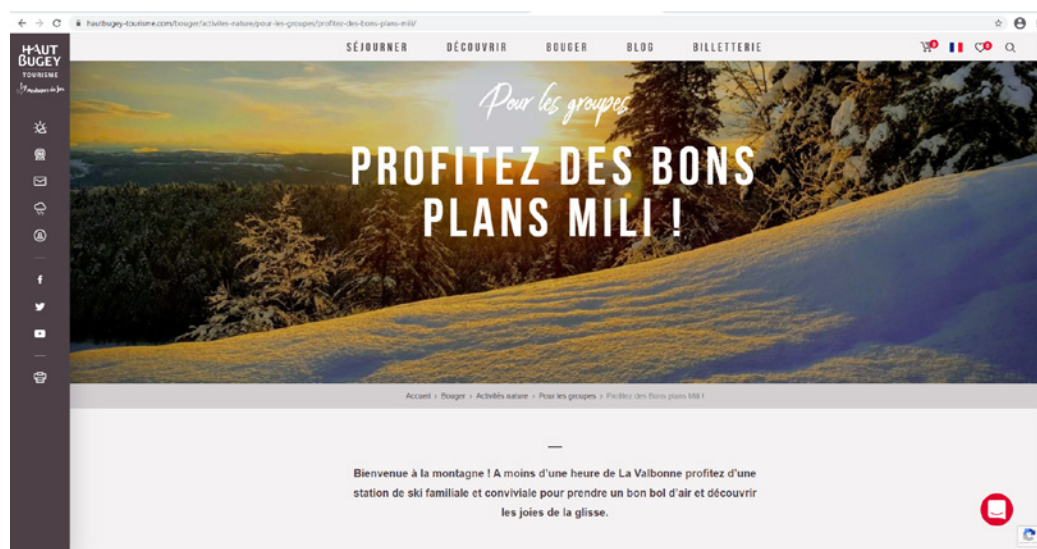 hautbugey-tourisme.com/bouger/activites-nature/pour-les-groupes/profitez-des-bons-plans-mili/
HAUT
BUGEY
TOURISME
SÉJOURNER DÉCOUVRIR BOUGER BLOG BILLETTERIE
0 0
Pour les groupes
PROFITEZ DES BONS
PLANS MILI !
Accueil › Bouger › Activités nature › Pour les groupes › Profitez des Bons plans Mili !
Bienvenue à la montagne ! A moins d'une heure de La Valbonne profitez d'une
station de ski familiale et conviviale pour prendre un bon bol d'air et découvrir
les joies de la glisse.